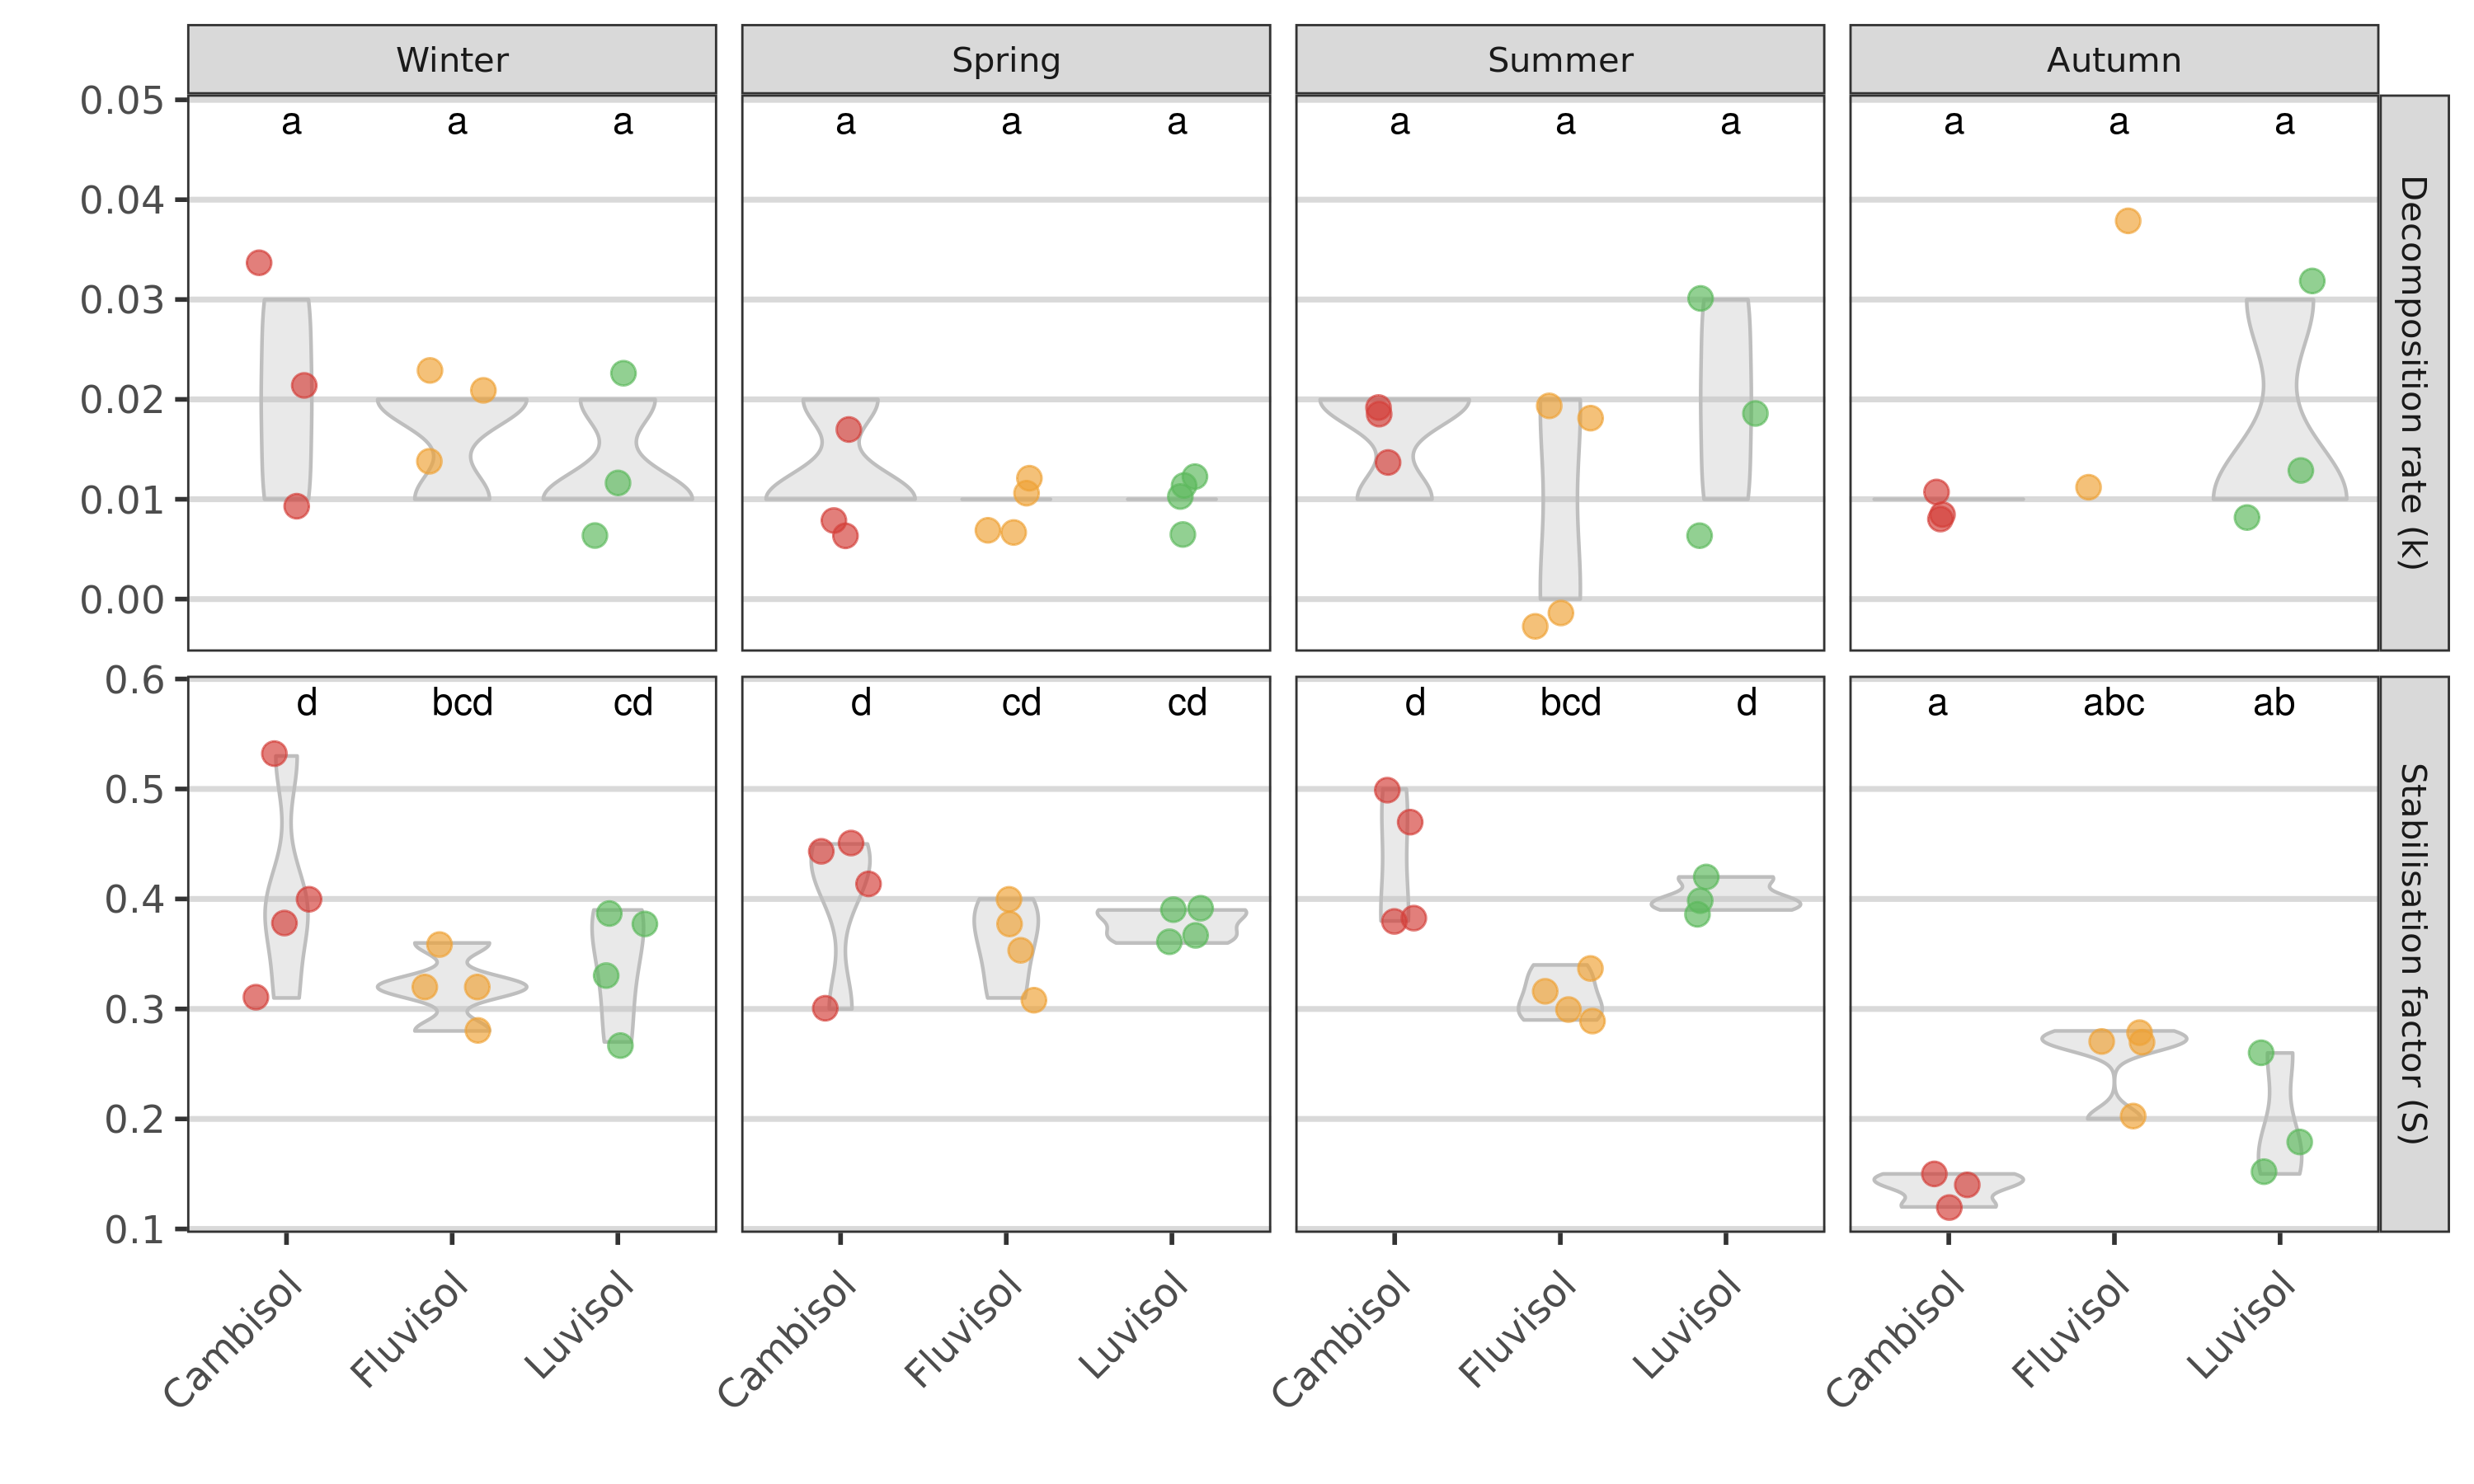 Winter Spring Summer Autumn
0.05
a a a a a a a a a a a a
0.04
0.03
0.02
0.01
0.00
Decomposition rate (k)
0.6
d bcd cd d cd cd d bcd d a abc ab
0.5
0.4
0.3
0.2
0.1
Stabilisation factor (S)
Cambisol Fluvisol Luvisol Cambisol Fluvisol Luvisol Cambisol Fluvisol Luvisol Cambisol Fluvisol Luvisol